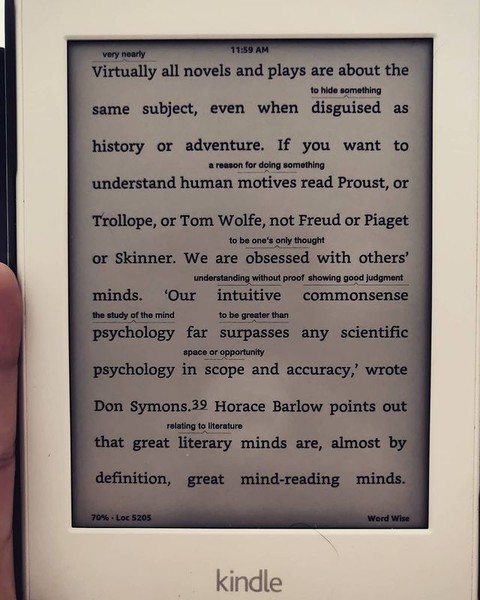 11:59 AM
very nearly
Virtually all novels and plays are about the
to hide something
same subject, even when disguised as
history or adventure. If you want to
a reason for doing something
understand human motives read Proust, or
Trollope, or Tom Wolfe, not Freud or Piaget
to be one's only thought
or Skinner. We are obsessed with others'
understanding without proof showing good judgment
minds. 'Our intuitive commonsense
the study of the mind to be greater than
psychology far surpasses any scientific
space or opportunity
psychology in scope and accuracy,' wrote
Don Symons.39 Horace Barlow points out
relating to literature
that great literary minds are, almost by
definition, great mind-reading minds.
70% · Loc 5205 Word Wise
kindle